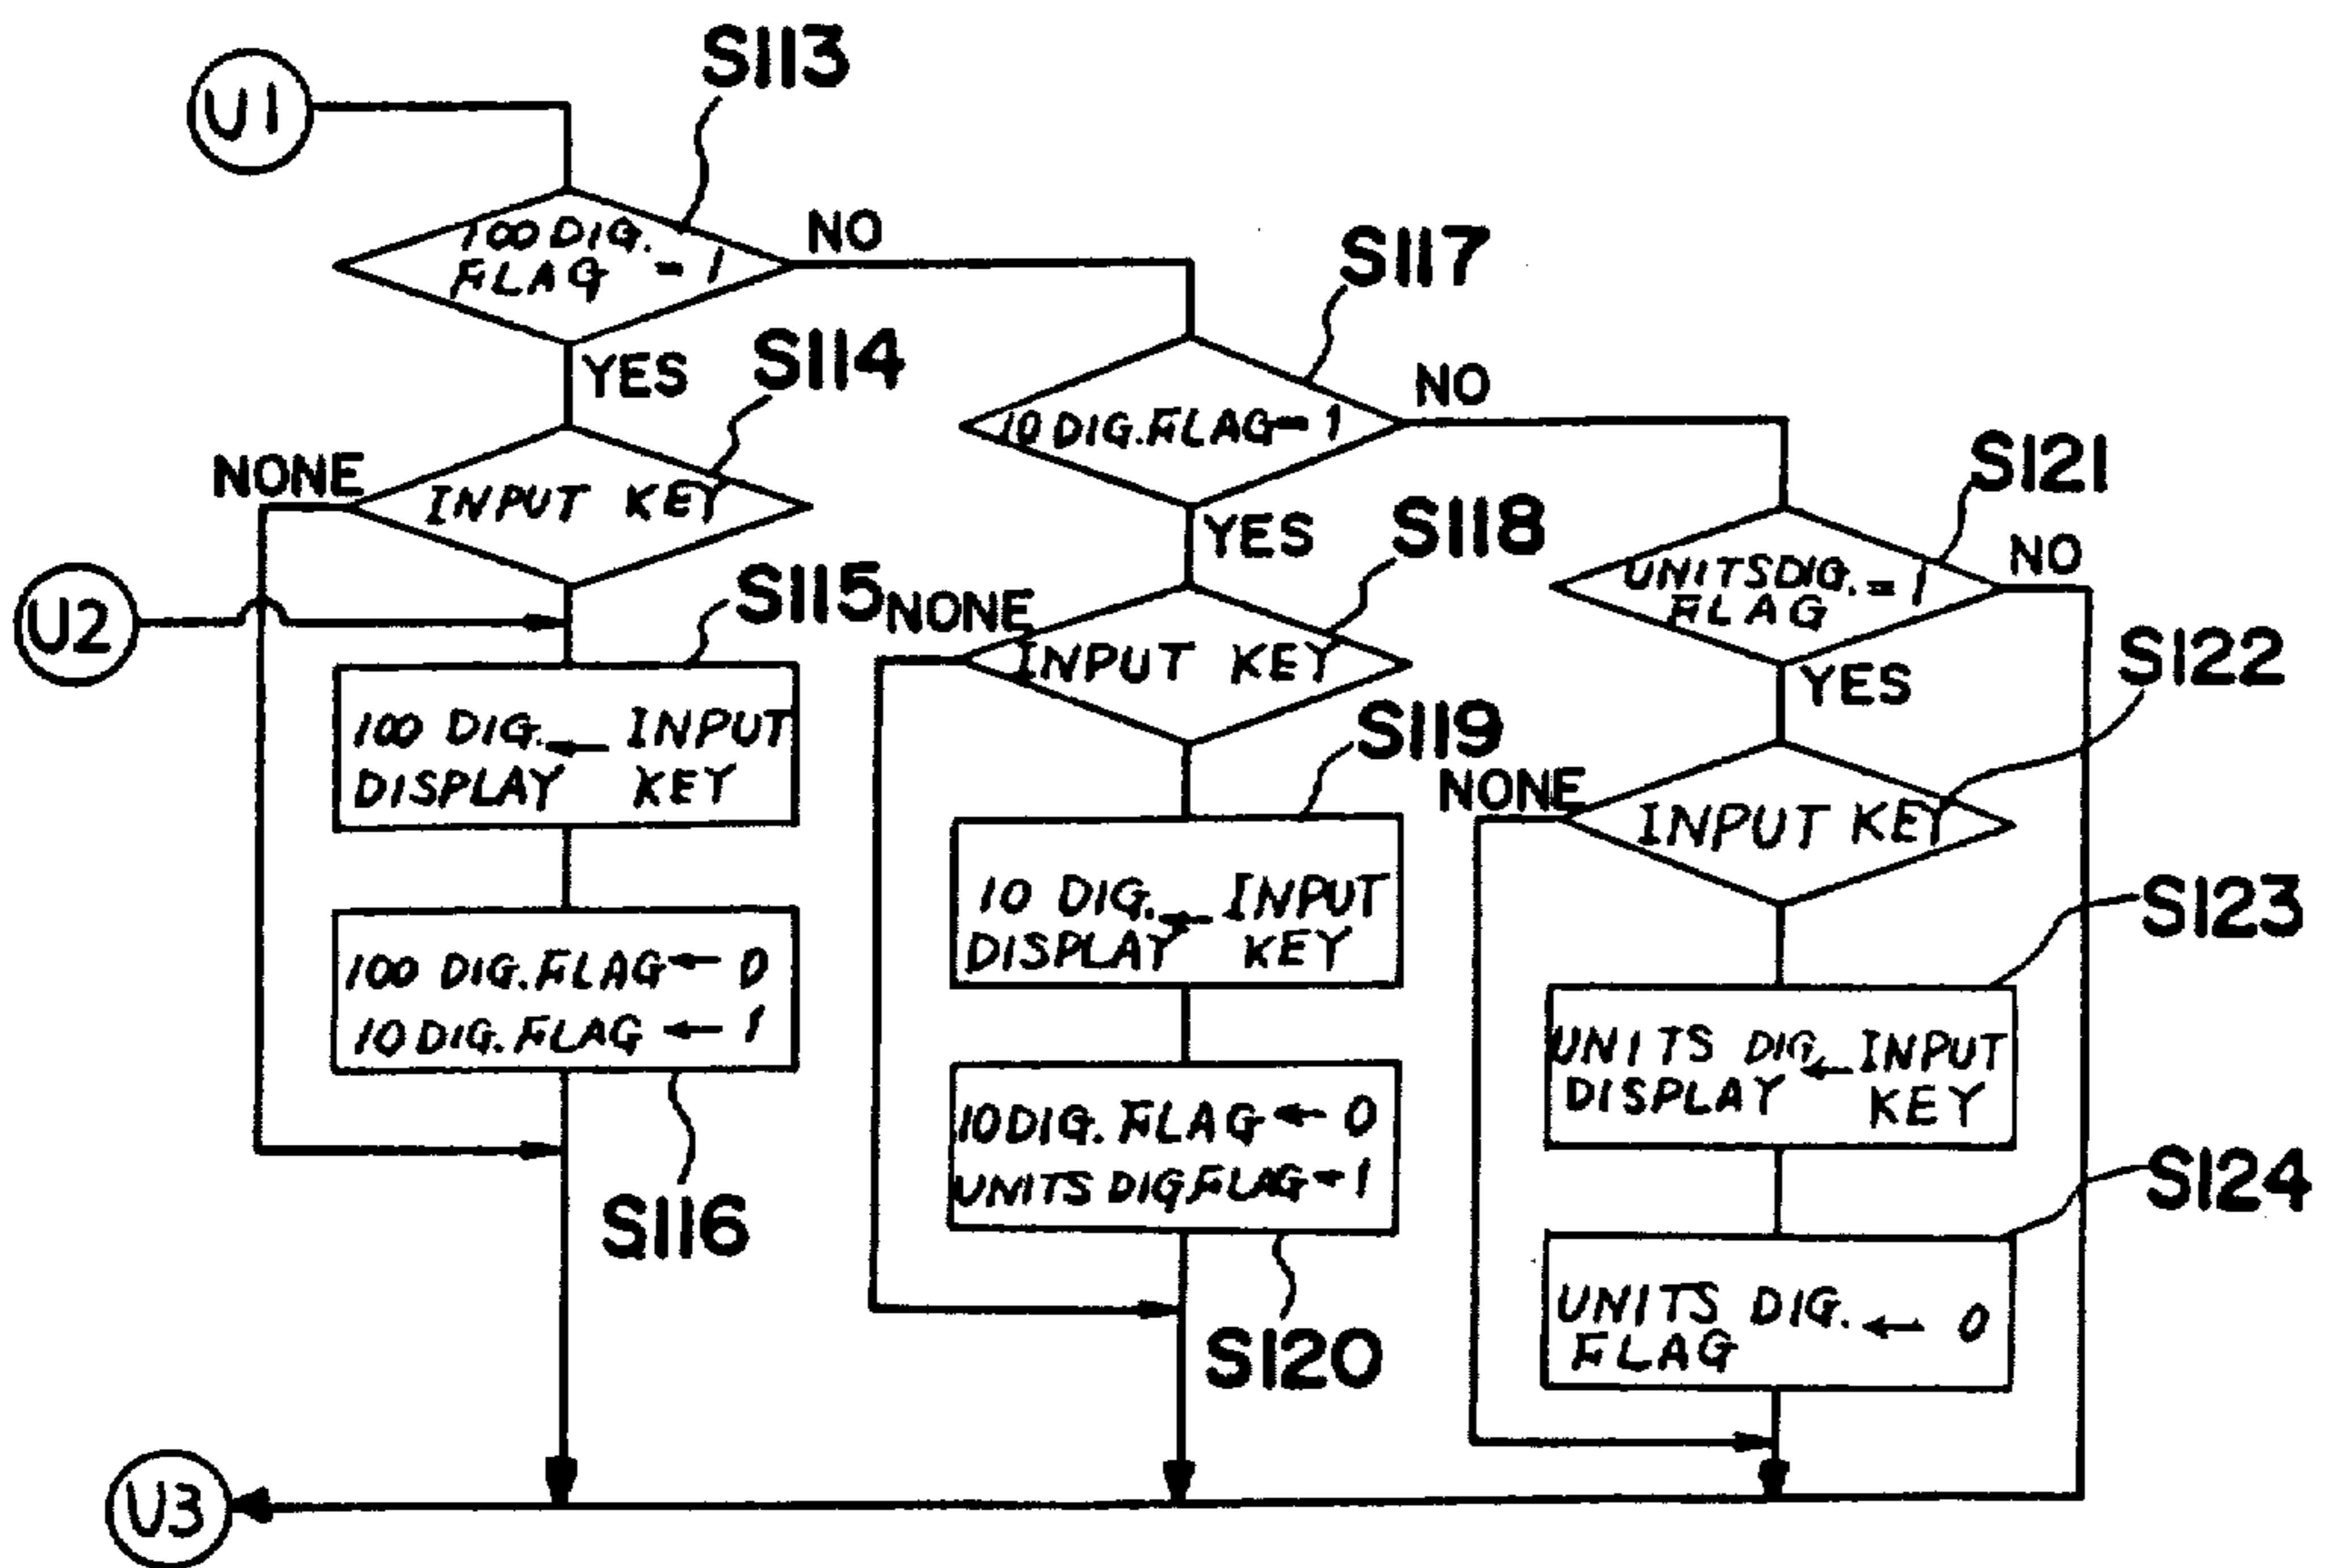 U1
S113
100 DIG.
FLAG = 1
NO
YES
S114
NONE
INPUT KEY
U2
S115
100 DIG. ← INPUT
DISPLAY KEY
100 DIG. FLAG ← 0
10 DIG. FLAG ← 1
S116
S117
10 DIG. FLAG = 1
NO
YES
S118
NONE
INPUT KEY
S119
10 DIG. ← INPUT
DISPLAY KEY
10 DIG. FLAG ← 0
UNITS DIG FLAG ← 1
S120
S121
UNITS DIG. = 1
FLAG
NO
YES
S122
NONE
INPUT KEY
S123
UNITS DIG. ← INPUT
DISPLAY KEY
S124
UNITS DIG. ← 0
FLAG
U3